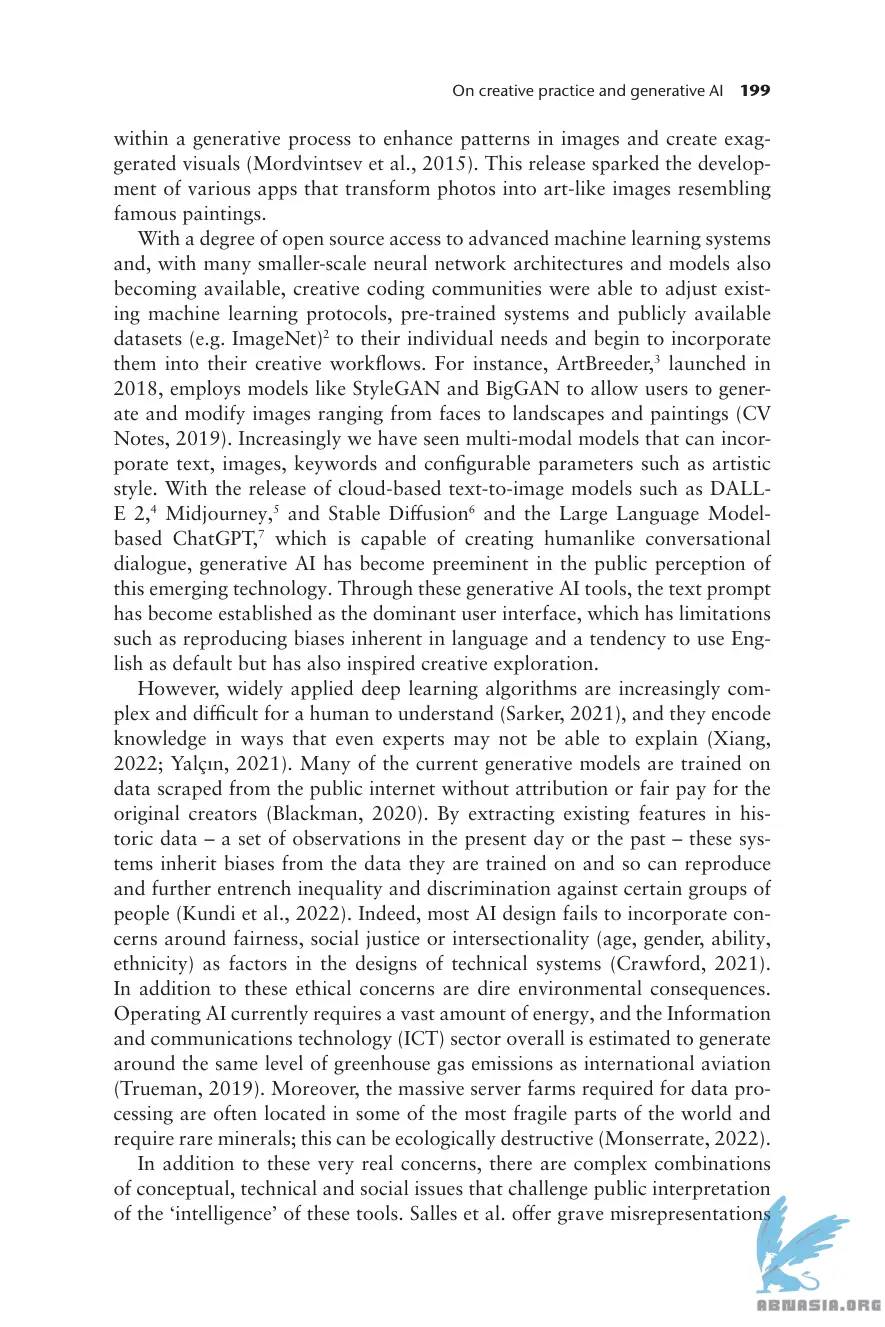 On creative practice and generative AI 199
within a generative process to enhance patterns in images and create exag-
gerated visuals (Mordvintsev et al., 2015). This release sparked the develop-
ment of various apps that transform photos into art-like images resembling
famous paintings.
With a degree of open source access to advanced machine learning systems
and, with many smaller-scale neural network architectures and models also
becoming available, creative coding communities were able to adjust exist-
ing machine learning protocols, pre-trained systems and publicly available
datasets (e.g. ImageNet)² to their individual needs and begin to incorporate
them into their creative workflows. For instance, ArtBreeder,³ launched in
2018, employs models like StyleGAN and BigGAN to allow users to gener-
ate and modify images ranging from faces to landscapes and paintings (CV
Notes, 2019). Increasingly we have seen multi-modal models that can incor-
porate text, images, keywords and configurable parameters such as artistic
style. With the release of cloud-based text-to-image models such as DALL-
E 2,⁴ Midjourney,⁵ and Stable Diffusion⁶ and the Large Language Model-
based ChatGPT,⁷ which is capable of creating humanlike conversational
dialogue, generative AI has become preeminent in the public perception of
this emerging technology. Through these generative AI tools, the text prompt
has become established as the dominant user interface, which has limitations
such as reproducing biases inherent in language and a tendency to use Eng-
lish as default but has also inspired creative exploration.
However, widely applied deep learning algorithms are increasingly com-
plex and difficult for a human to understand (Sarker, 2021), and they encode
knowledge in ways that even experts may not be able to explain (Xiang,
2022; Yalçın, 2021). Many of the current generative models are trained on
data scraped from the public internet without attribution or fair pay for the
original creators (Blackman, 2020). By extracting existing features in his-
toric data – a set of observations in the present day or the past – these sys-
tems inherit biases from the data they are trained on and so can reproduce
and further entrench inequality and discrimination against certain groups of
people (Kundi et al., 2022). Indeed, most AI design fails to incorporate con-
cerns around fairness, social justice or intersectionality (age, gender, ability,
ethnicity) as factors in the designs of technical systems (Crawford, 2021).
In addition to these ethical concerns are dire environmental consequences.
Operating AI currently requires a vast amount of energy, and the Information
and communications technology (ICT) sector overall is estimated to generate
around the same level of greenhouse gas emissions as international aviation
(Trueman, 2019). Moreover, the massive server farms required for data pro-
cessing are often located in some of the most fragile parts of the world and
require rare minerals; this can be ecologically destructive (Monserrate, 2022).
In addition to these very real concerns, there are complex combinations
of conceptual, technical and social issues that challenge public interpretation
of the ‘intelligence’ of these tools. Salles et al. offer grave misrepresentations
ABNASIA.ORG